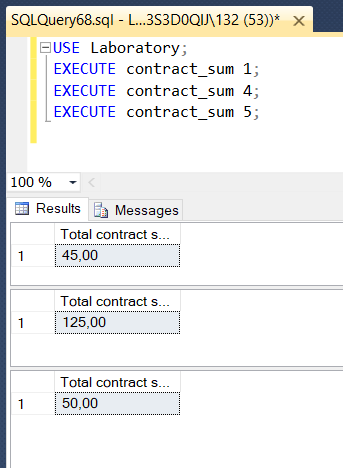 SQLQuery68.sql - L...3S3D0QIJ\132 (53))*
USE Laboratory;
EXECUTE contract_sum 1;
EXECUTE contract_sum 4;
EXECUTE contract_sum 5;
100 %
Results Messages
Total contract s...
1 45,00
Total contract s...
1 125,00
Total contract s...
1 50,00